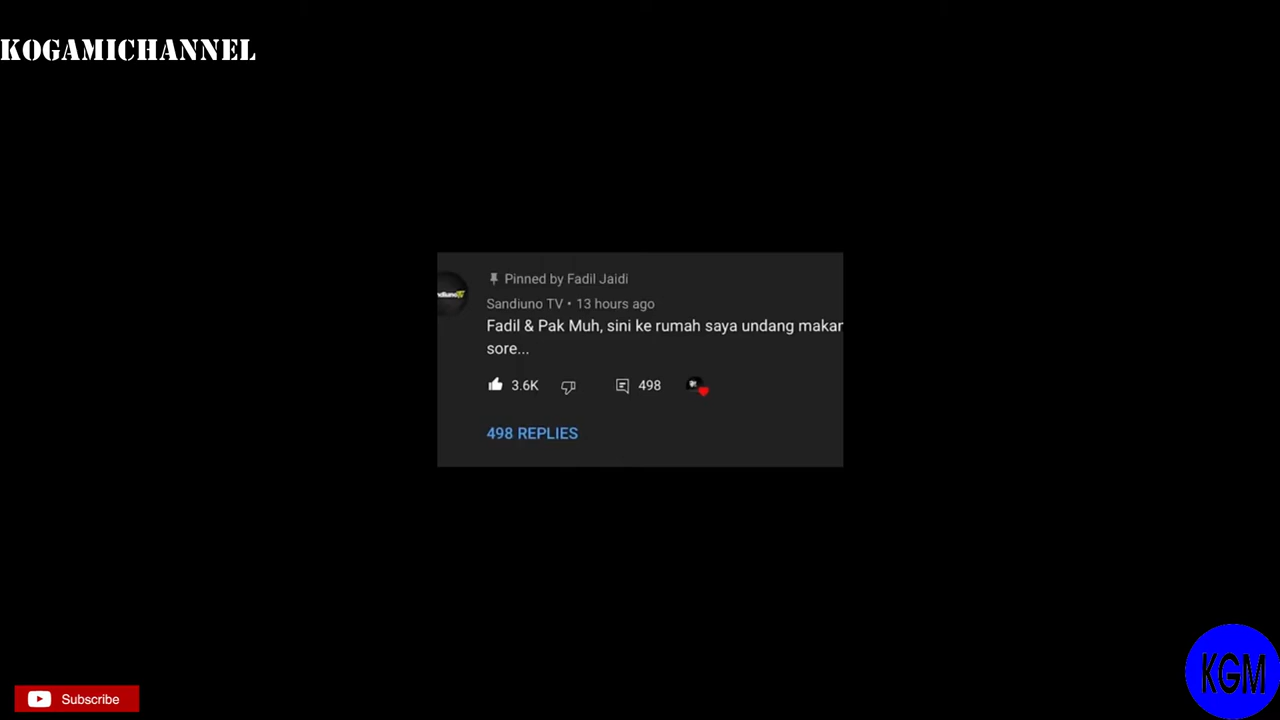 KOGAMICHANNEL
Pinned by Fadil Jaidi
Sandiuno TV • 13 hours ago
Fadil & Pak Muh, sini ke rumah saya undang makan
sore...
3.6K 498
498 REPLIES
Subscribe
KGM